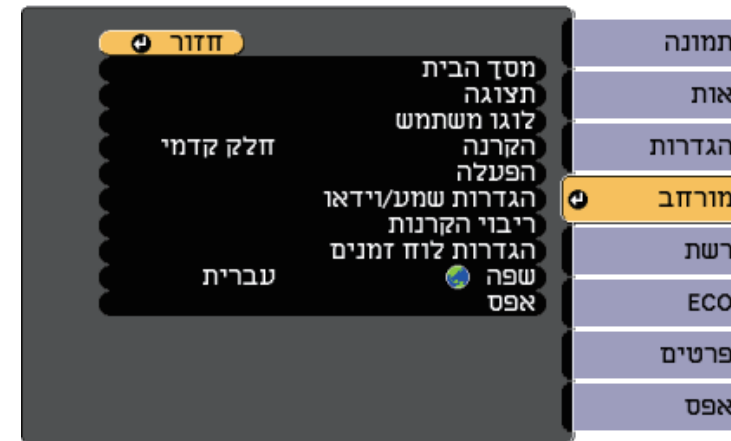 תמונה
אות
הגדרות
מורחב
רשת
ECO
פרטים
אפס
חזור
מסך הבית
תצוגה
לוגו משתמש
הקרנה חלק קדמי
הפעלה
הגדרות שמע/וידאו
ריבוי הקרנות
הגדרות לוח זמנים
שפה עברית
אפס